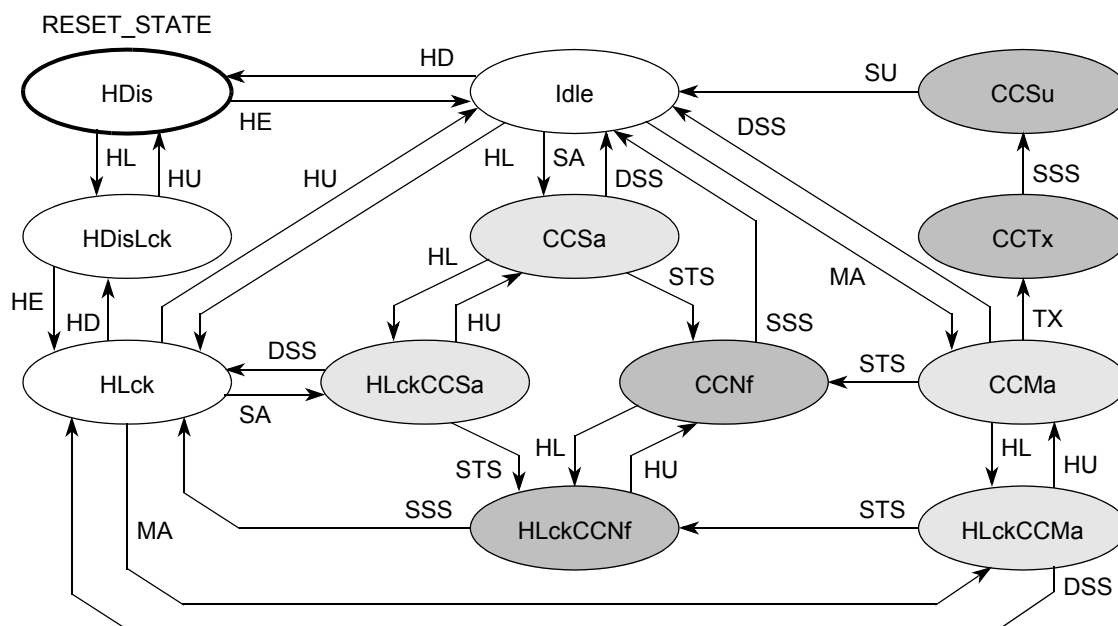 RESET_STATE
HDis
HD
HE
Idle
SU
CCSu
HL
HU
HU
HL
SA
DSS
DSS
SSS
HDisLck
CCSa
CCTx
HE
HD
HL
HU
STS
MA
SSS
TX
HLck
DSS
SA
HLckCCSa
CCNf
STS
CCMa
STS
HL
HU
HL
HU
MA
SSS
HLckCCNf
STS
HLckCCMa
DSS